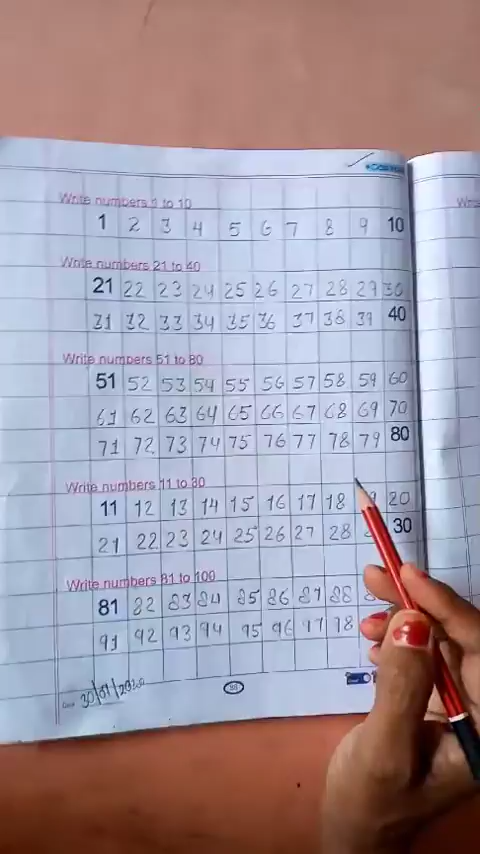 Write numbers 1 to 10
1 2 3 4 5 6 7 8 9 10
Write numbers 21 to 40
21 22 23 24 25 26 27 28 29 30
31 32 33 34 35 36 37 38 39 40
Write numbers 51 to 80
51 52 53 54 55 56 57 58 59 60
61 62 63 64 65 66 67 68 69 70
71 72 73 74 75 76 77 78 79 80
Write numbers 11 to 30
11 12 13 14 15 16 17 18 20
21 22 23 24 25 26 27 28 30
Write numbers 81 to 100
81 82 83 84 85 86 87 88
91 92 93 94 95 96 97 98
Date 30/01/2020